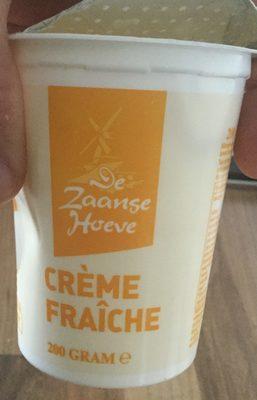 De
Zaanse
Hoeve
CRÈME
FRAÎCHE
200 GRAM ℮